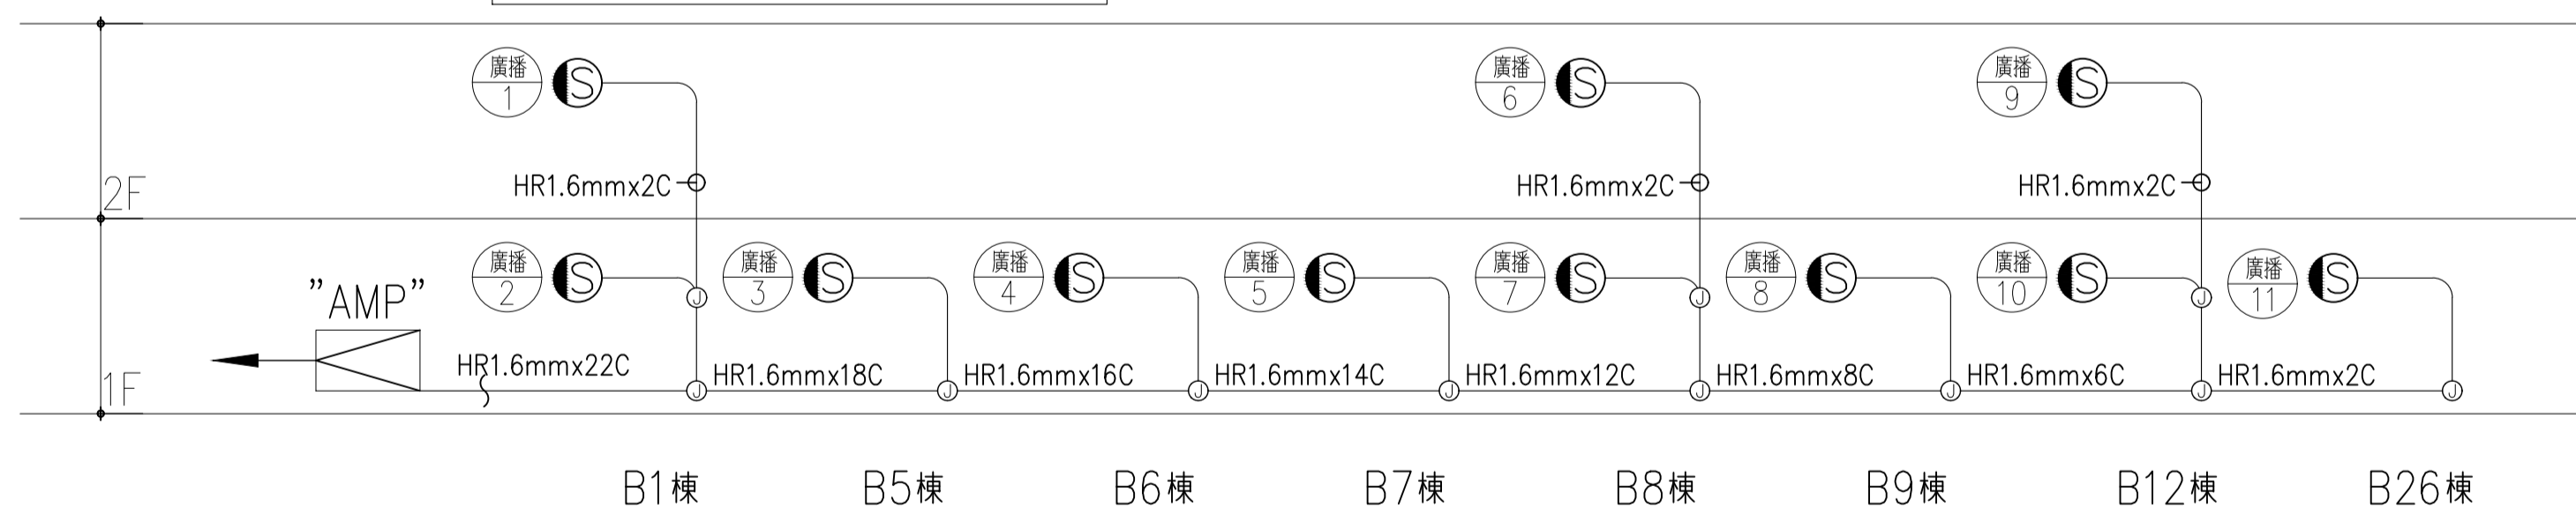 廣播
1
S
廣播
6
S
廣播
9
S
HR1.6mmx2C
HR1.6mmx2C
HR1.6mmx2C
2F
廣播
2
S
廣播
3
S
廣播
4
S
廣播
5
S
廣播
7
S
廣播
8
S
廣播
10
S
廣播
11
S
J
J
J
"AMP"
HR1.6mmx22C
HR1.6mmx18C
HR1.6mmx16C
HR1.6mmx14C
HR1.6mmx12C
HR1.6mmx8C
HR1.6mmx6C
HR1.6mmx2C
1F
J
J
J
J
J
J
J
J
B1棟
B5棟
B6棟
B7棟
B8棟
B9棟
B12棟
B26棟